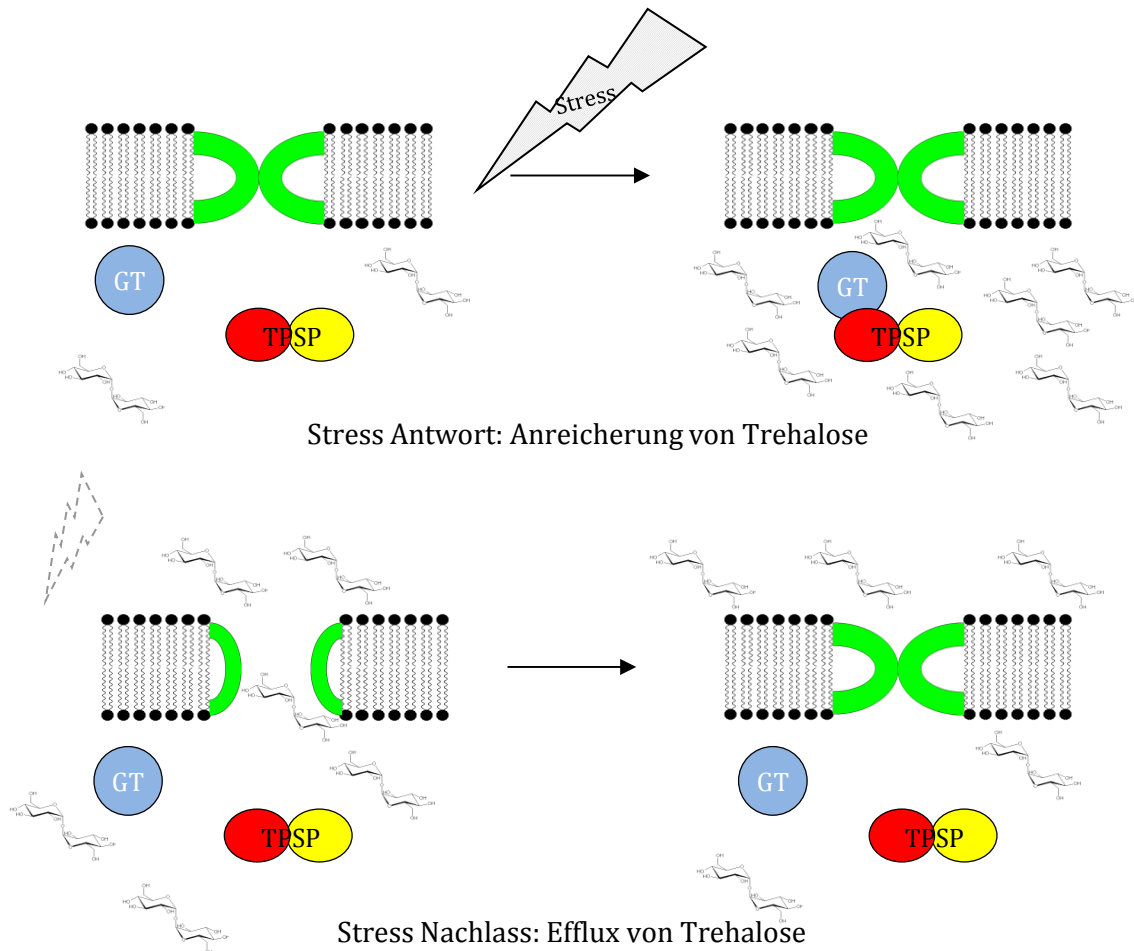 Stress
GT
TPSP
GT
TPSP
Stress Antwort: Anreicherung von Trehalose
GT
TPSP
GT
TPSP
Stress Nachlass: Efflux von Trehalose